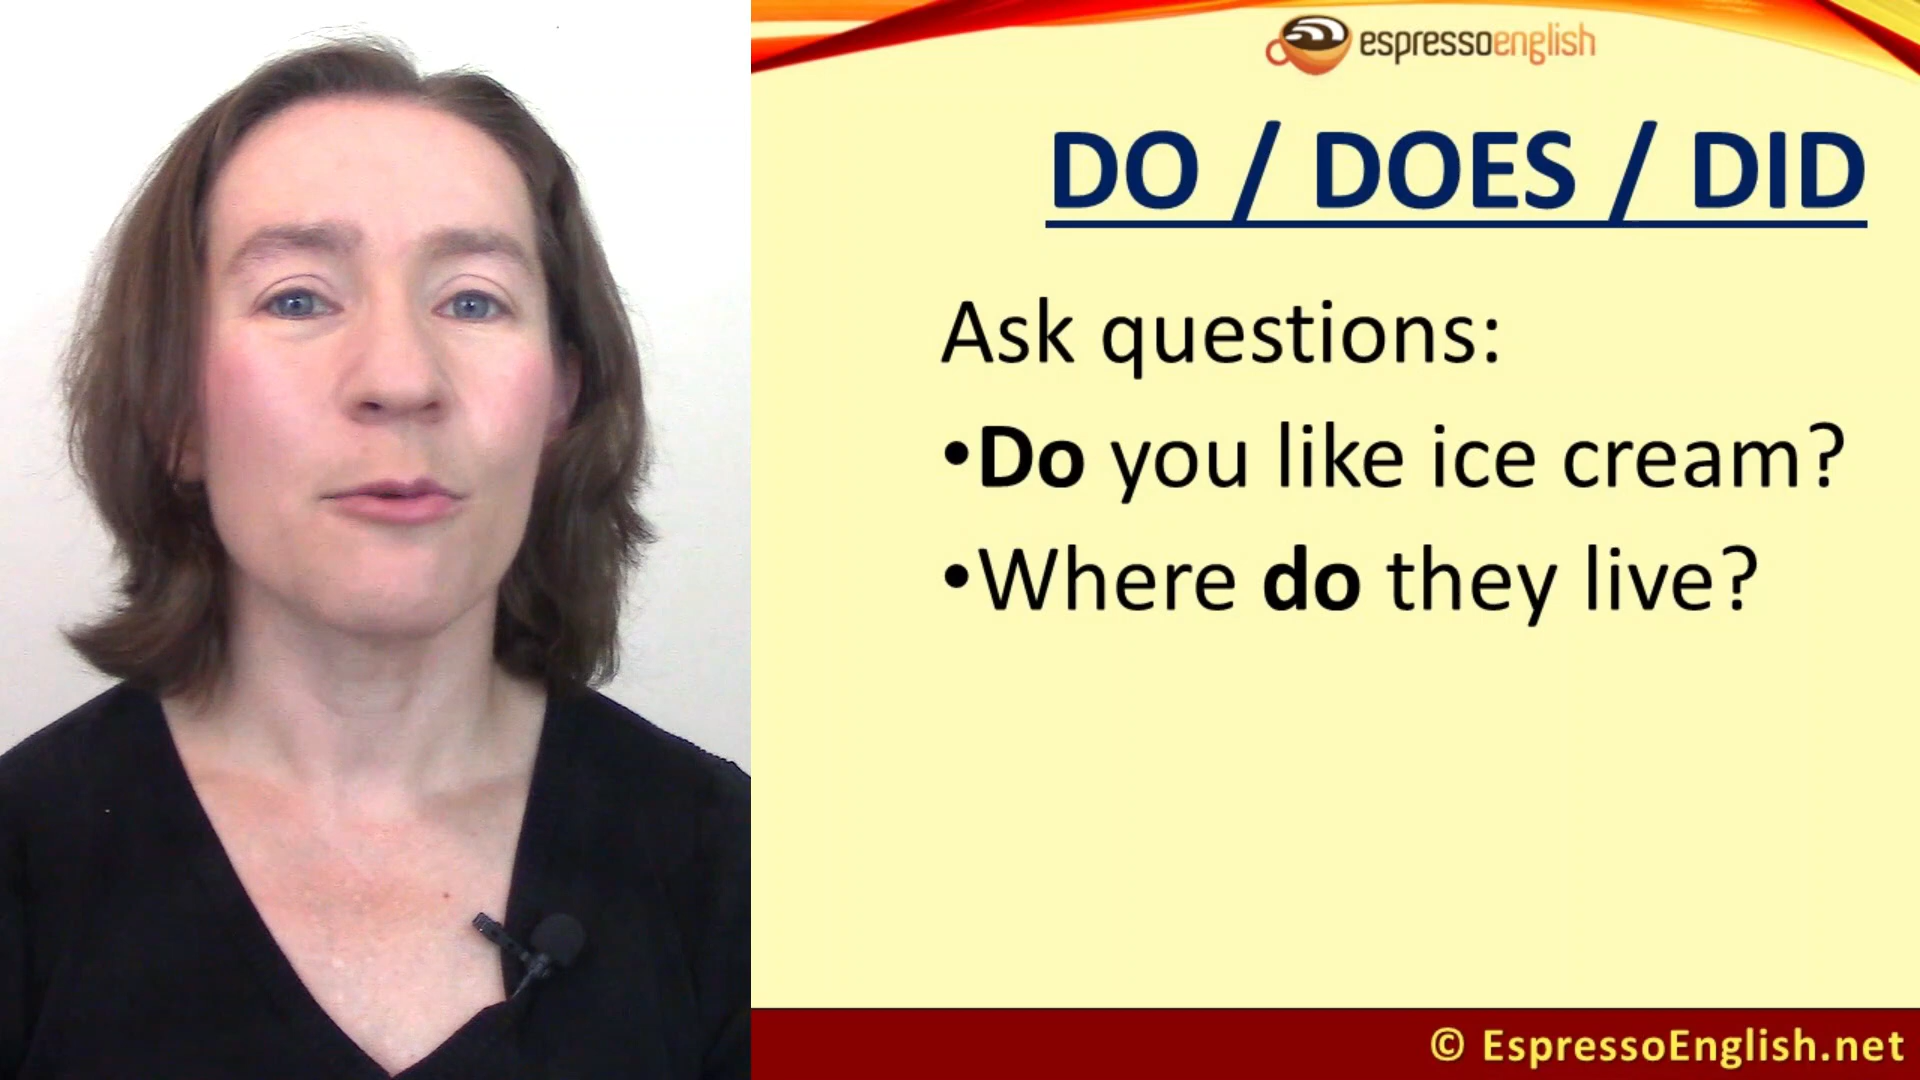 espressoenglish
DO / DOES / DID
Ask questions:
•Do you like ice cream?
•Where do they live?
© EspressoEnglish.net